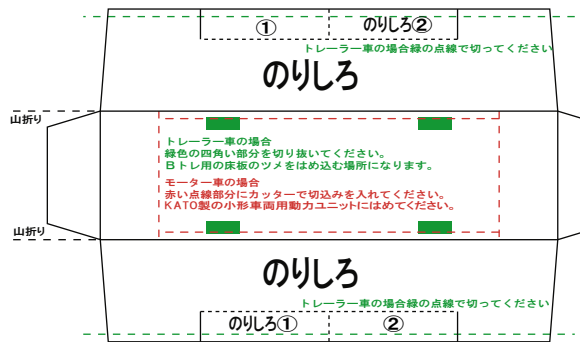 ①
のりしろ②
トレーラー車の場合緑の点線で切ってください
のりしろ
山折り
トレーラー車の場合
緑色の四角い部分を切り抜いてください。
Bトレ用の床板のツメをはめ込む場所になります。
モーター車の場合
赤い点線部分にカッターで切込みを入れてください。
KATO製の小形車両用動力ユニットにはめてください。
山折り
のりしろ
トレーラー車の場合緑の点線で切ってください
のりしろ①
②